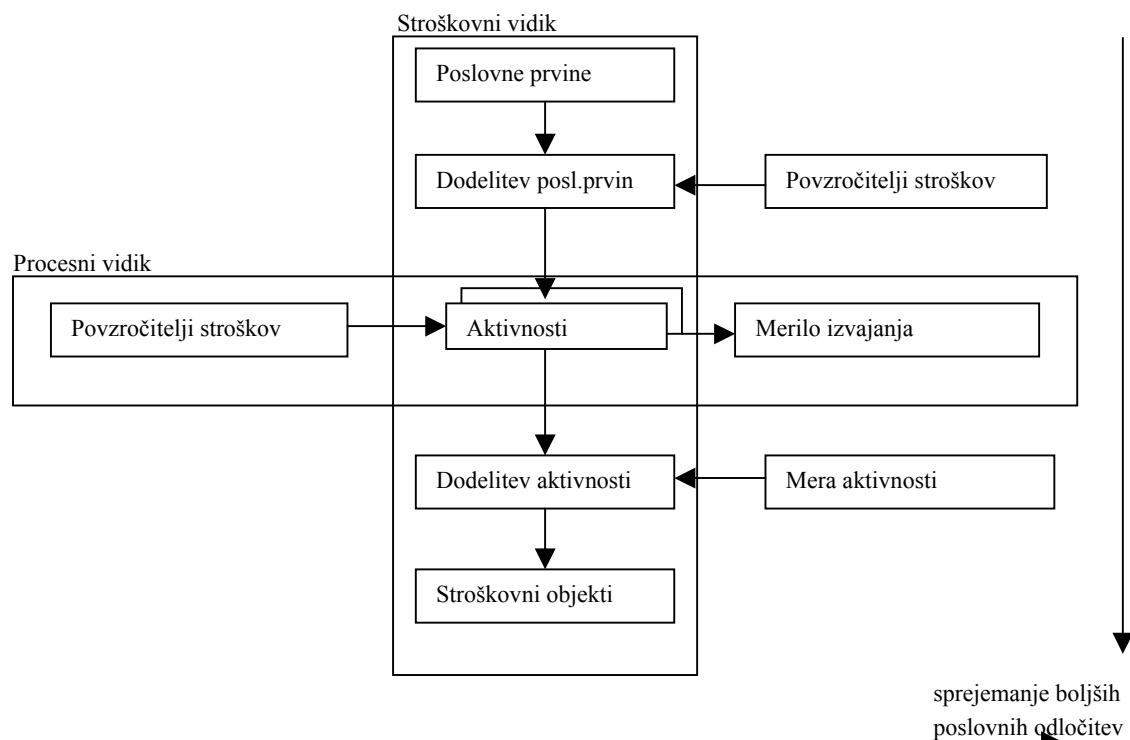 Stroškovni vidik
Poslovne prvine
Dodelitev posl.prvin
Povzročitelji stroškov
Procesni vidik
Povzročitelji stroškov
Aktivnosti
Merilo izvajanja
Dodelitev aktivnosti
Mera aktivnosti
Stroškovni objekti
sprejemanje boljših
poslovnih odločitev